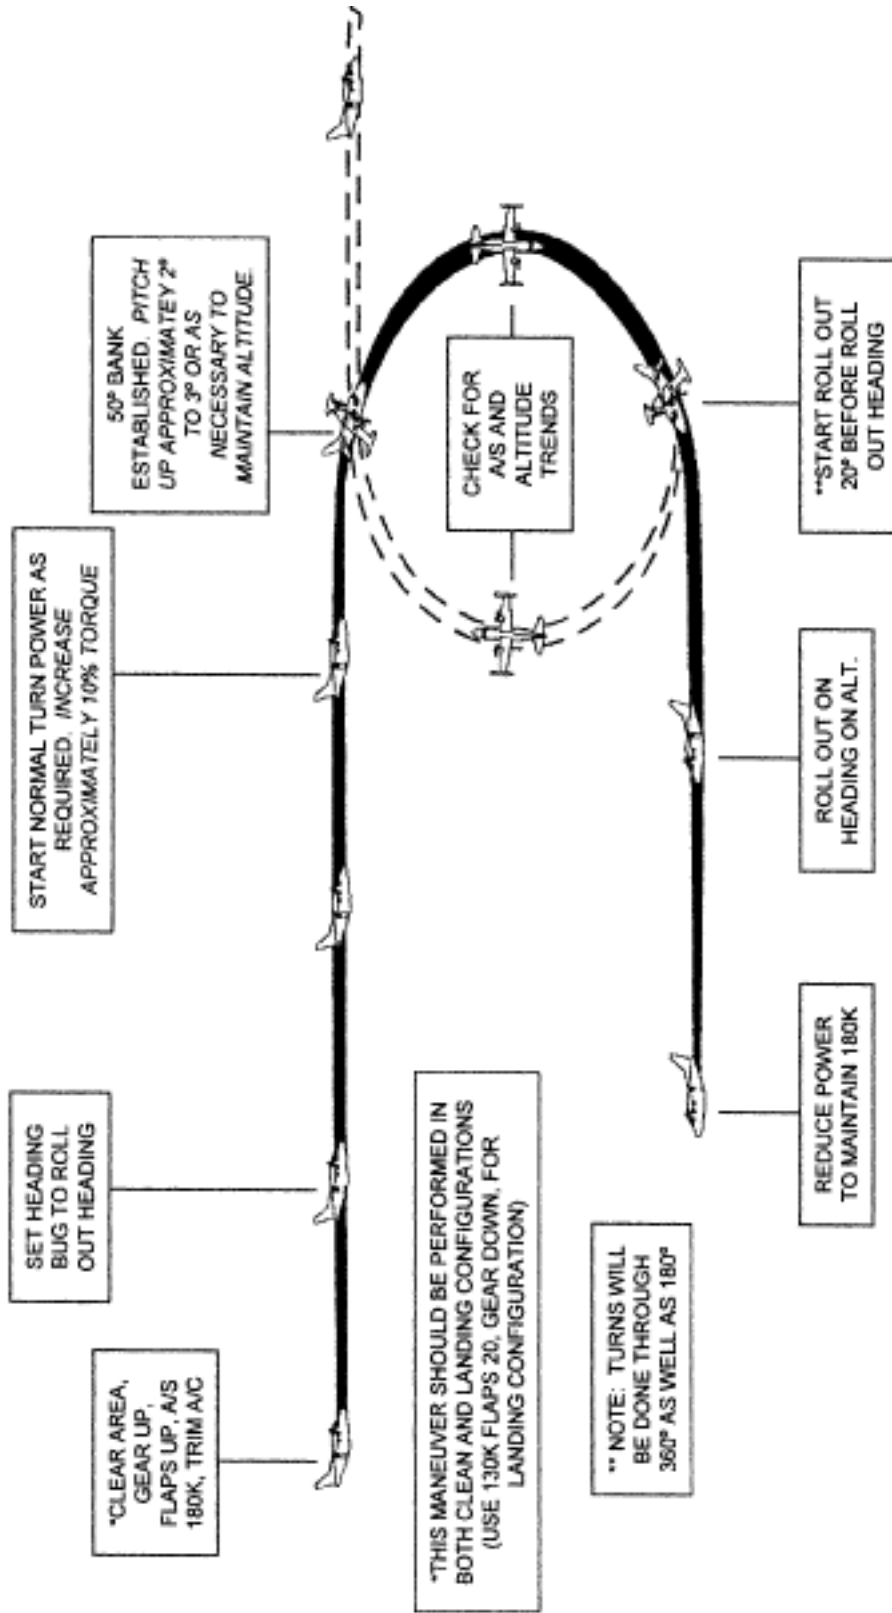 *CLEAR AREA,
GEAR UP,
FLAPS UP, A/S
180K, TRIM A/C
SET HEADING
BUG TO ROLL
OUT HEADING
START NORMAL TURN POWER AS
REQUIRED. INCREASE
APPROXIMATELY 10% TORQUE
50° BANK
ESTABLISHED. PITCH
UP APPROXIMATEY 2°
TO 3° OR AS
NECESSARY TO
MAINTAIN ALTITUDE.
CHECK FOR
A/S AND
ALTITUDE
TRENDS
*THIS MANEUVER SHOULD BE PERFORMED IN
BOTH CLEAN AND LANDING CONFIGURATIONS
(USE 130K FLAPS 20, GEAR DOWN, FOR
LANDING CONFIGURATION)
** NOTE: TURNS WILL
BE DONE THROUGH
360° AS WELL AS 180°
REDUCE POWER
TO MAINTAIN 180K
ROLL OUT ON
HEADING ON ALT.
**START ROLL OUT
20° BEFORE ROLL
OUT HEADING